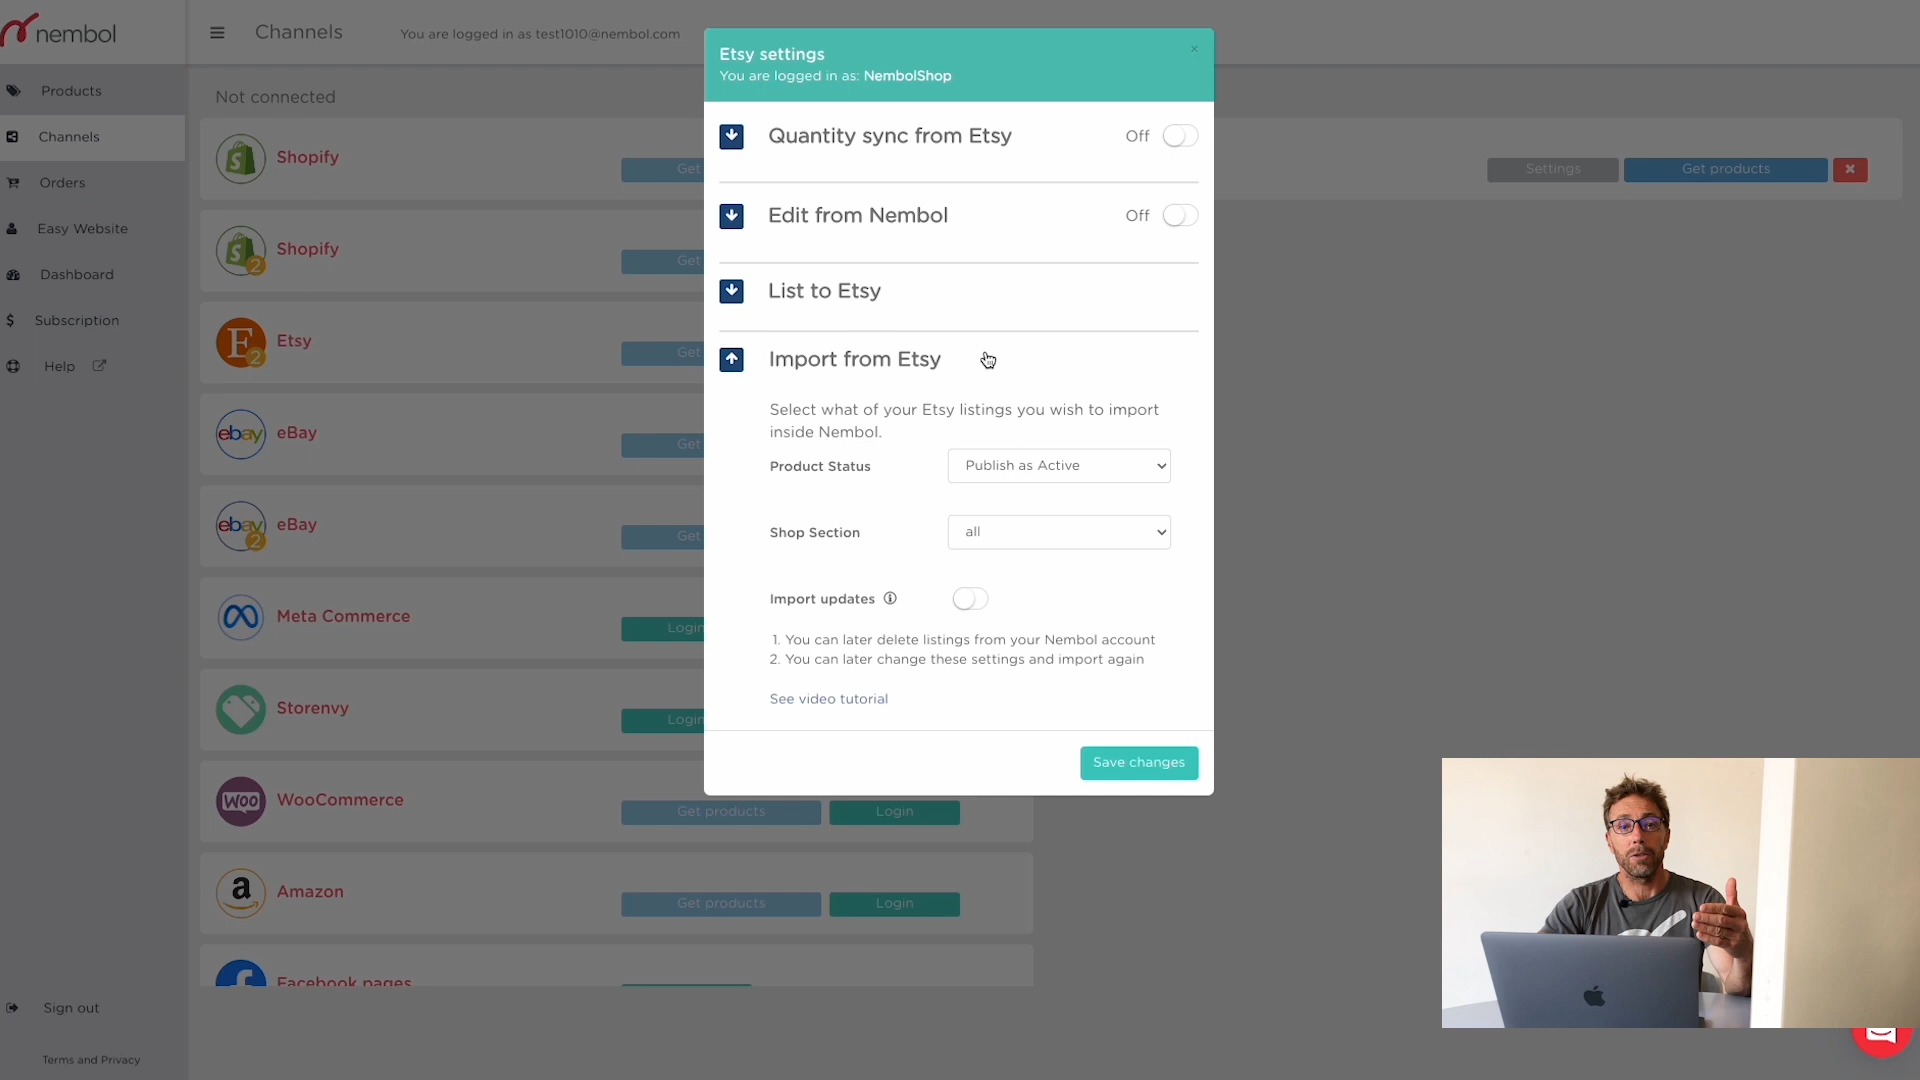 nembol
Channels
You are logged in as test1010@nembol.com
Products
Channels
Orders
Easy Website
Dashboard
Subscription
Help
Sign out
Terms and Privacy
Not connected
Shopify
Get
Shopify
2
Get
Etsy
E
2
Get
ebay
eBay
Get
ebay
eBay
2
Get
Meta Commerce
Login
Storenvy
Login
WOO
WooCommerce
Get products
Login
a
Amazon
Get products
Login
Facebook pages
Etsy settings
You are logged in as: NembolShop
×
Quantity sync from Etsy
Off
Edit from Nembol
Off
List to Etsy
Import from Etsy
Select what of your Etsy listings you wish to import
inside Nembol.
Product Status
Publish as Active
Shop Section
all
Import updates
1. You can later delete listings from your Nembol account
2. You can later change these settings and import again
See video tutorial
Save changes
Settings
Get products